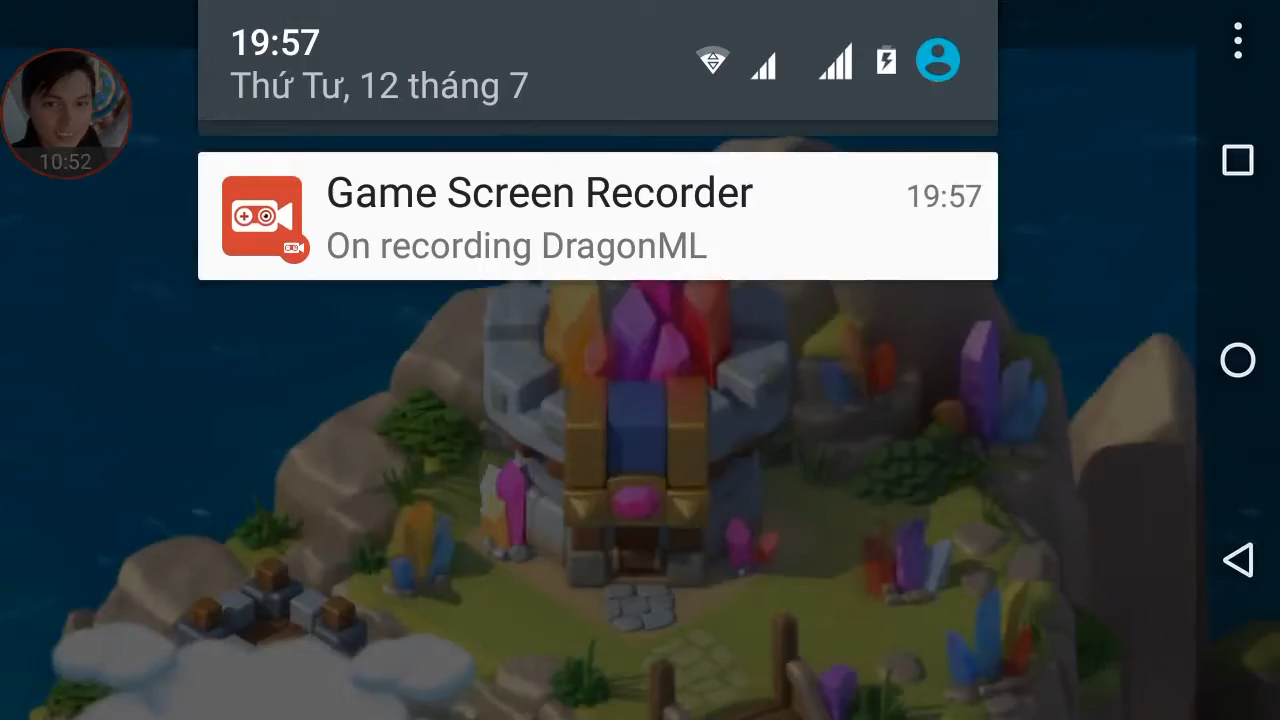 19:57
Thứ Tư, 12 tháng 7
10:52
Game Screen Recorder
19:57
On recording DragonML